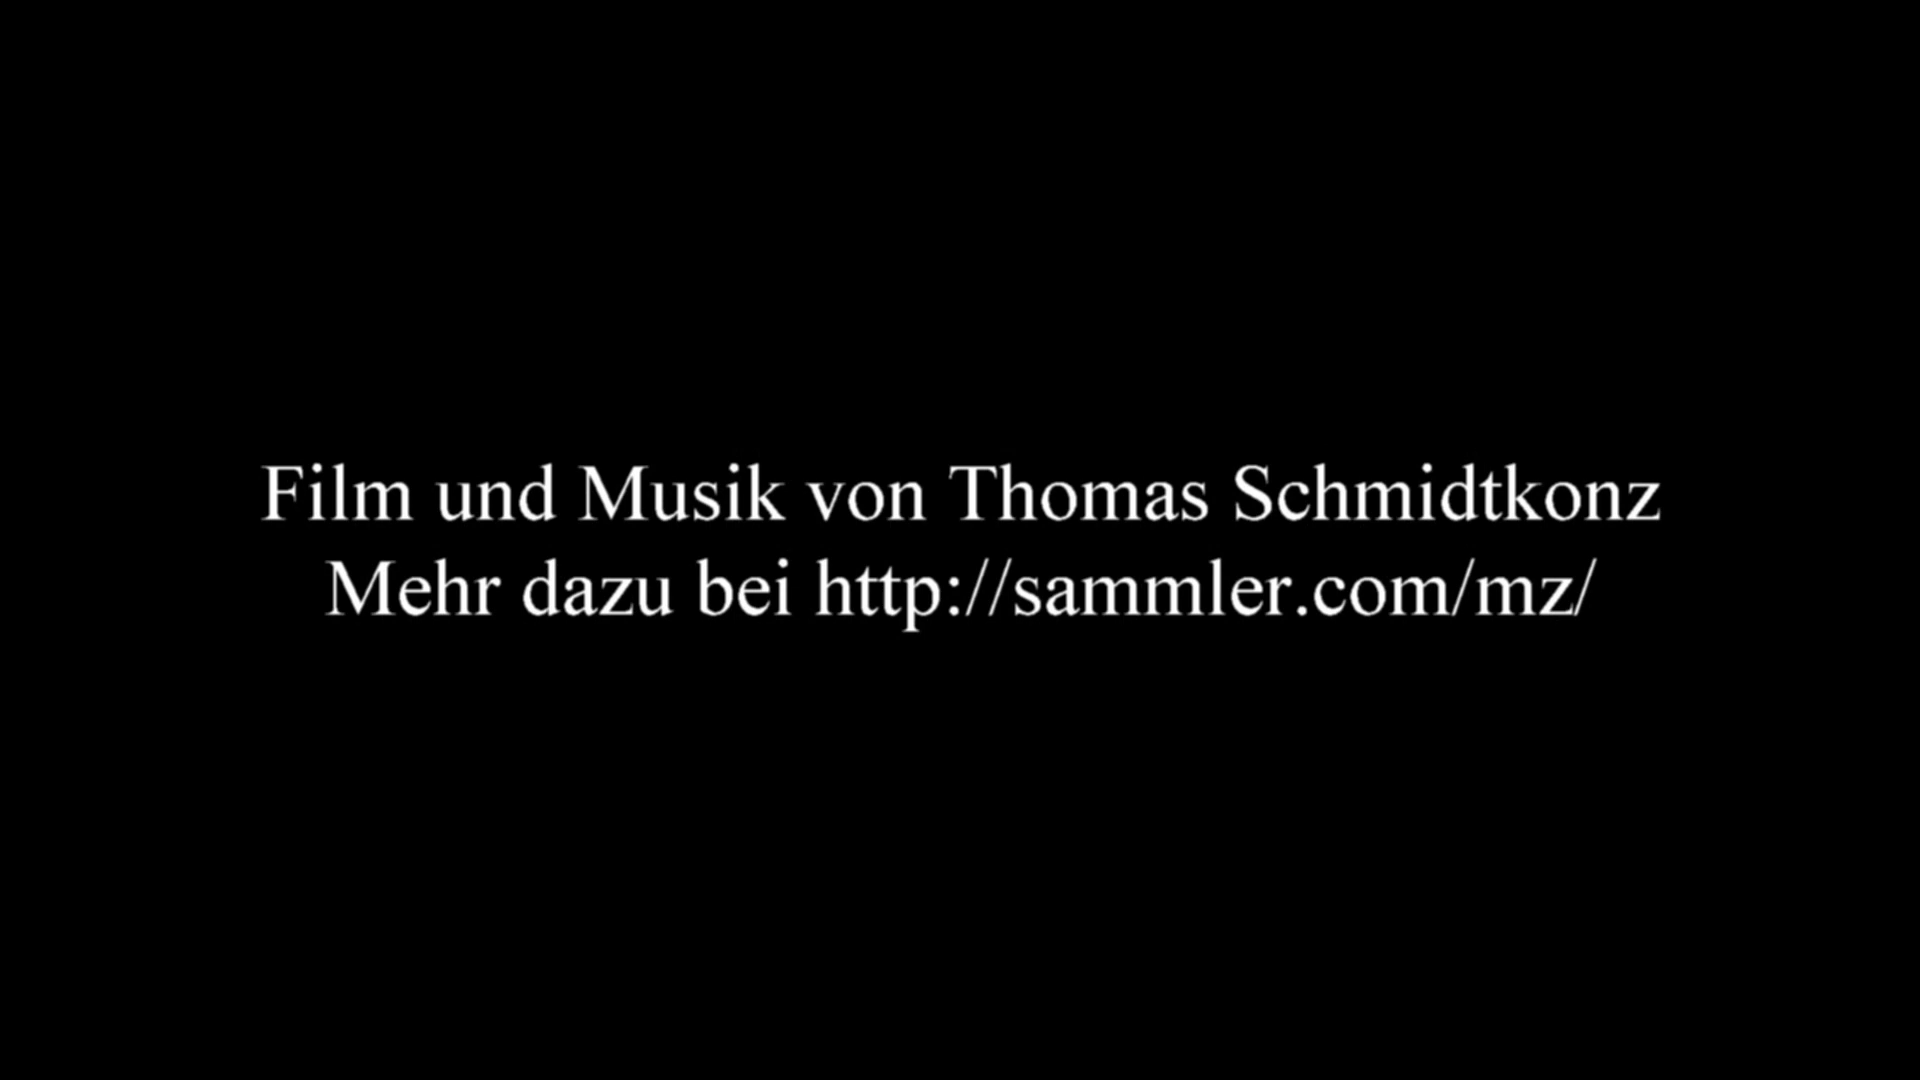 Film und Musik von Thomas Schmidtkonz
Mehr dazu bei http://sammler.com/mz/